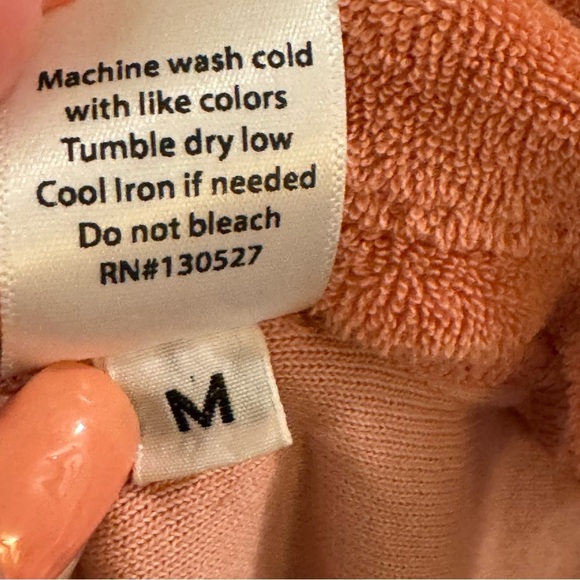 Machine wash cold
with like colors
Tumble dry low
Cool Iron if needed
Do not bleach
RN#130527
M